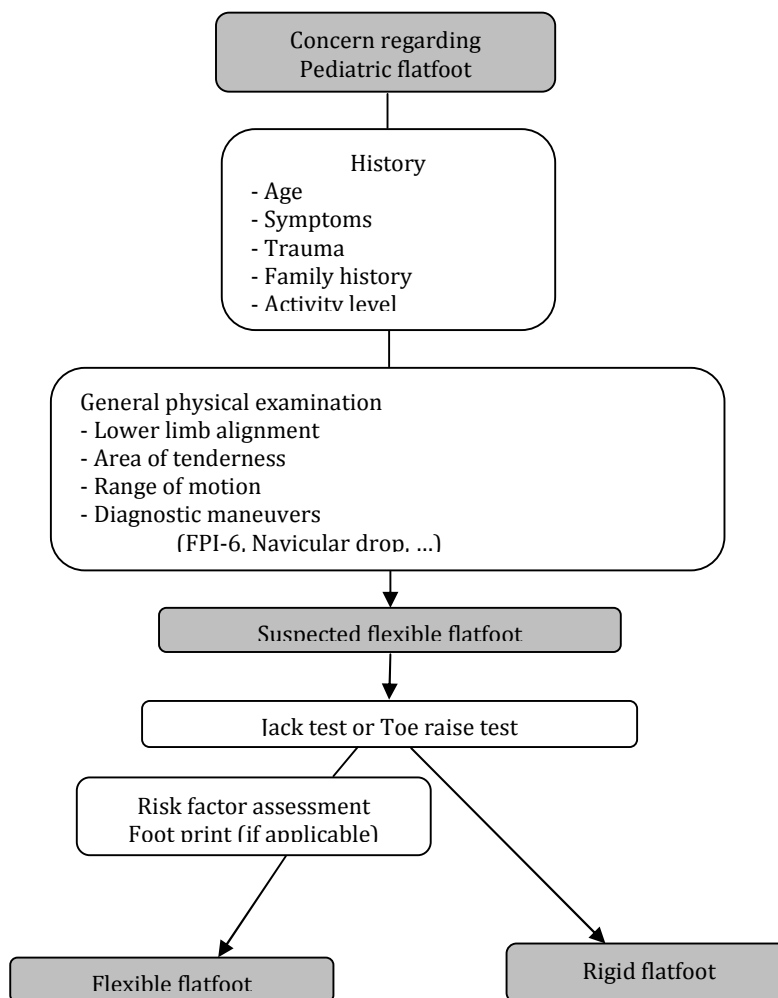 Concern regarding
Pediatric flatfoot
History
- Age
- Symptoms
- Trauma
- Family history
- Activity level
General physical examination
- Lower limb alignment
- Area of tenderness
- Range of motion
- Diagnostic maneuvers
(FPI-6, Navicular drop, ...)
Suspected flexible flatfoot
Jack test or Toe raise test
Risk factor assessment
Foot print (if applicable)
Flexible flatfoot
Rigid flatfoot